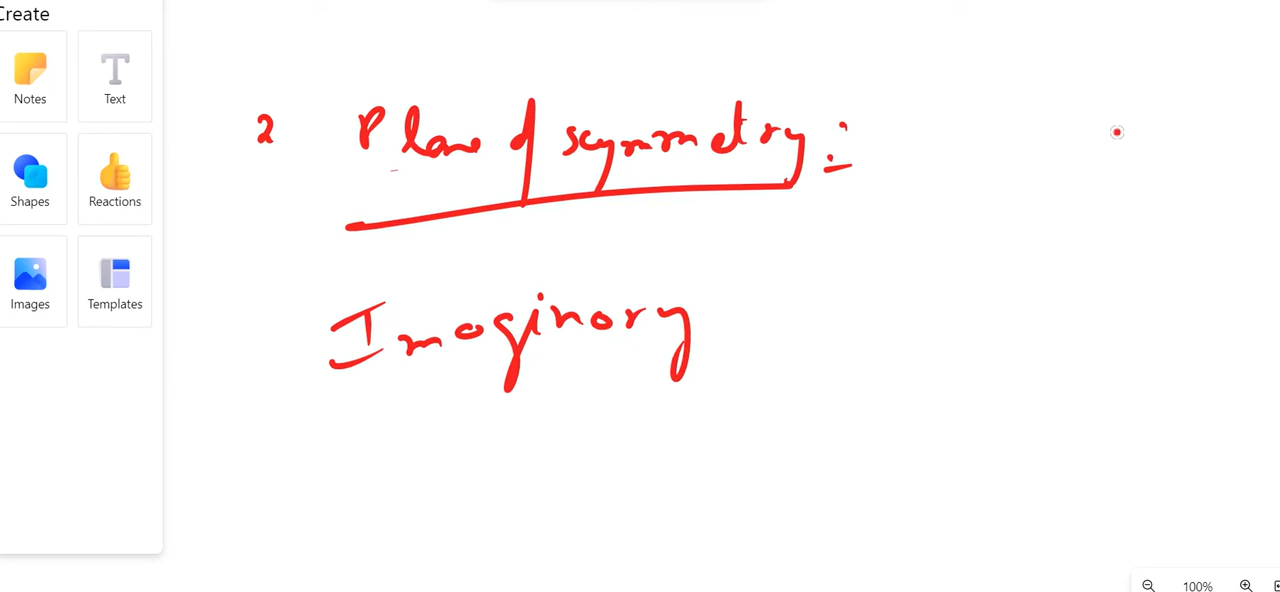 Create
Notes
Text
Shapes
Reactions
Images
Templates
2 Plane of symmetry :-
Imaginary
100%